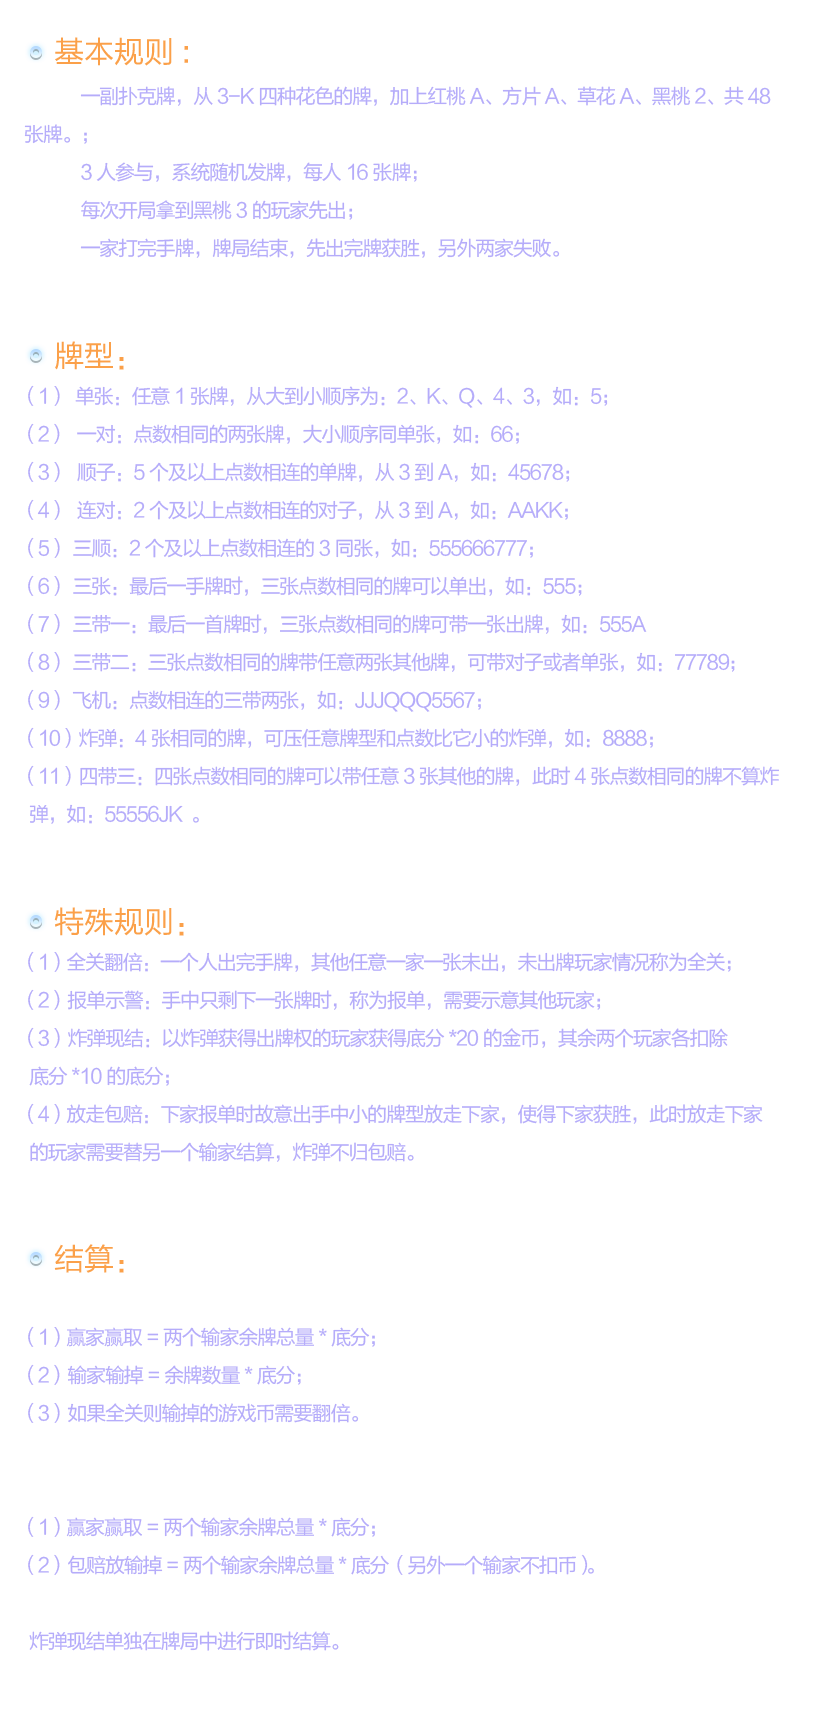 基本规则：
一副扑克牌，从 3-K 四种花色的牌，加上红桃 A、方片 A、草花 A、黑桃 2、共 48
张牌。；
3 人参与，系统随机发牌，每人 16 张牌；
每次开局拿到黑桃 3 的玩家先出；
一家打完手牌，牌局结束，先出完牌获胜，另外两家失败。
牌型：
（1） 单张：任意 1 张牌，从大到小顺序为：2、K、Q、4、3，如：5；
（2） 一对：点数相同的两张牌，大小顺序同单张，如：66；
（3） 顺子：5 个及以上点数相连的单牌，从 3 到 A，如：45678；
（4） 连对：2 个及以上点数相连的对子，从 3 到 A，如：AAKK；
（5） 三顺：2 个及以上点数相连的 3 同张，如：555666777；
（6） 三张：最后一手牌时，三张点数相同的牌可以单出，如：555；
（7） 三带一：最后一首牌时，三张点数相同的牌可带一张出牌，如：555A
（8） 三带二：三张点数相同的牌带任意两张其他牌，可带对子或者单张，如：77789；
（9） 飞机：点数相连的三带两张，如：JJJQQQ5567；
（10）炸弹：4 张相同的牌，可压任意牌型和点数比它小的炸弹，如：8888；
（11）四带三：四张点数相同的牌可以带任意 3 张其他的牌，此时 4 张点数相同的牌不算炸
弹，如：55556JK 。
特殊规则：
（1）全关翻倍：一个人出完手牌，其他任意一家一张未出，未出牌玩家情况称为全关；
（2）报单示警：手中只剩下一张牌时，称为报单，需要示意其他玩家；
（3）炸弹现结：以炸弹获得出牌权的玩家获得底分 *20 的金币，其余两个玩家各扣除
底分 *10 的底分；
（4）放走包赔：下家报单时故意出手中小的牌型放走下家，使得下家获胜，此时放走下家
的玩家需要替另一个输家结算，炸弹不归包赔。
结算：
（1）赢家赢取 = 两个输家余牌总量 * 底分；
（2）输家输掉 = 余牌数量 * 底分；
（3）如果全关则输掉的游戏币需要翻倍。
（1）赢家赢取 = 两个输家余牌总量 * 底分；
（2）包赔放输掉 = 两个输家余牌总量 * 底分（另外一个输家不扣币）。
炸弹现结单独在牌局中进行即时结算。